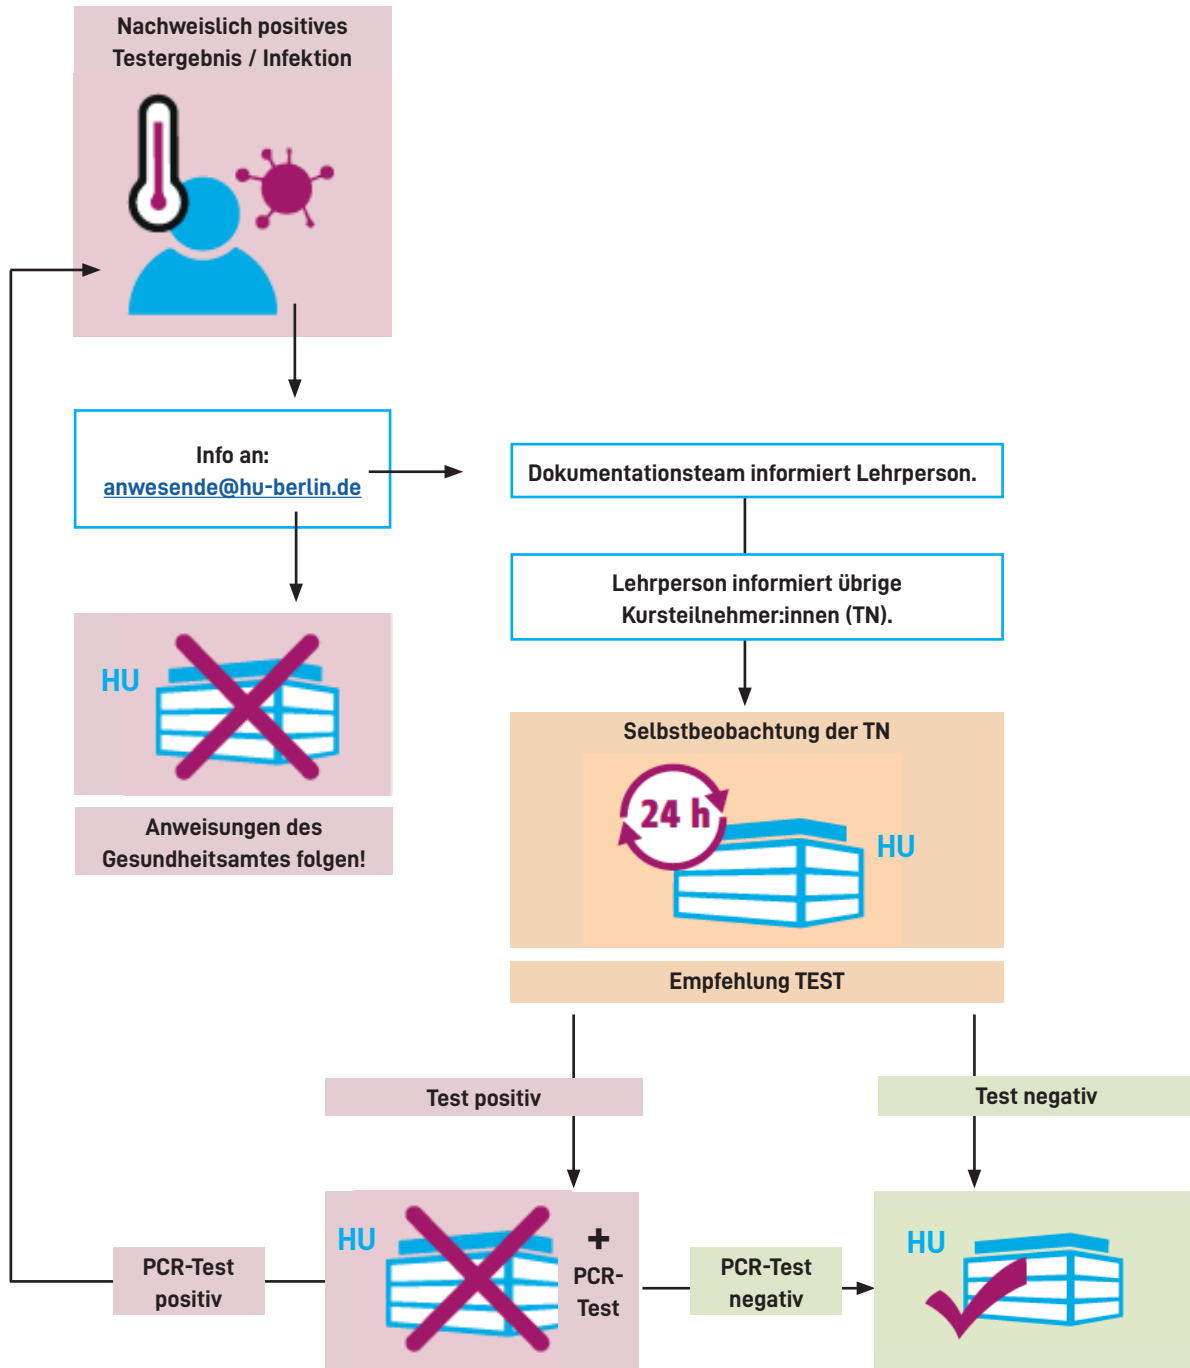 Nachweislich positives
Testergebnis / Infektion
Info an:
anwesende@hu-berlin.de
Dokumentationsteam informiert Lehrperson.
Lehrperson informiert übrige
Kursteilnehmer:innen (TN).
HU
Anweisungen des
Gesundheitsamtes folgen!
Selbstbeobachtung der TN
24 h
HU
Empfehlung TEST
Test positiv
Test negativ
HU
+
PCR-
Test
PCR-Test
positiv
PCR-Test
negativ
HU